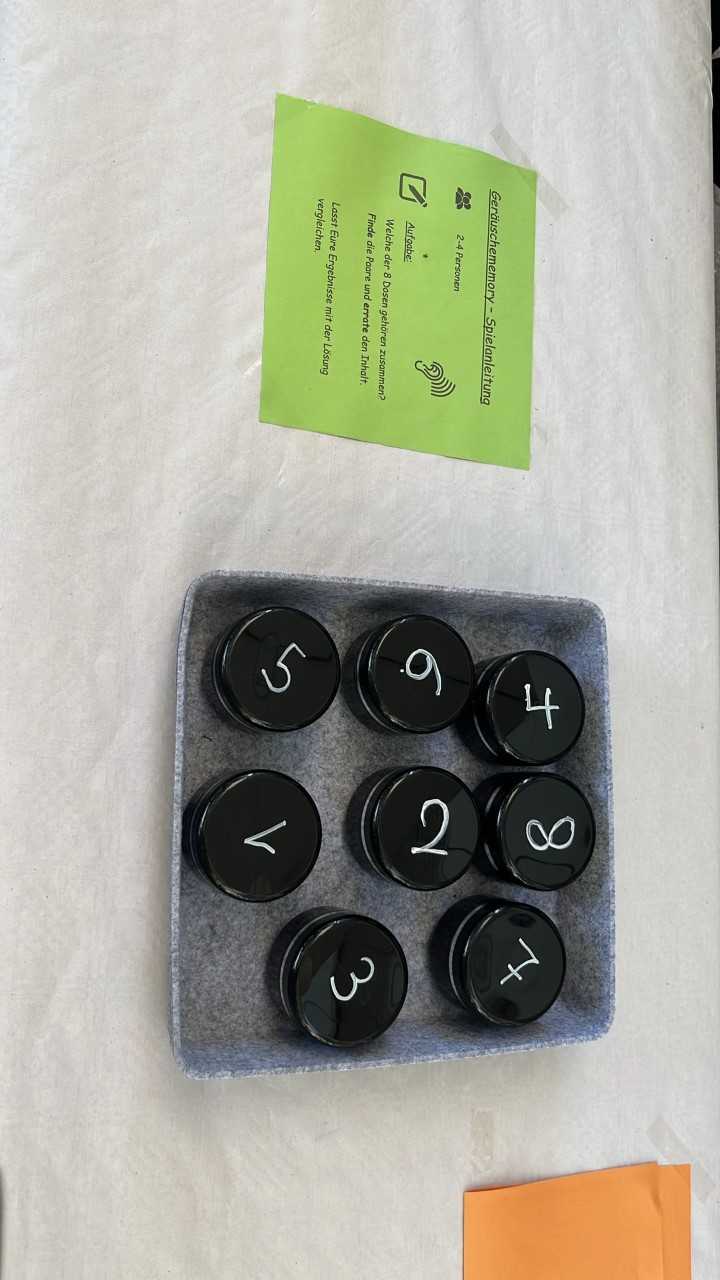 Geräuschememory - Spielanleitung
2-4 Personen
Aufgabe:
Welche der 8 Dosen gehören zusammen?
Finde die Paare und errate den Inhalt.
Lasst Eure Ergebnisse mit der Lösung
vergleichen.
4 8 7
6 2 3
5 1